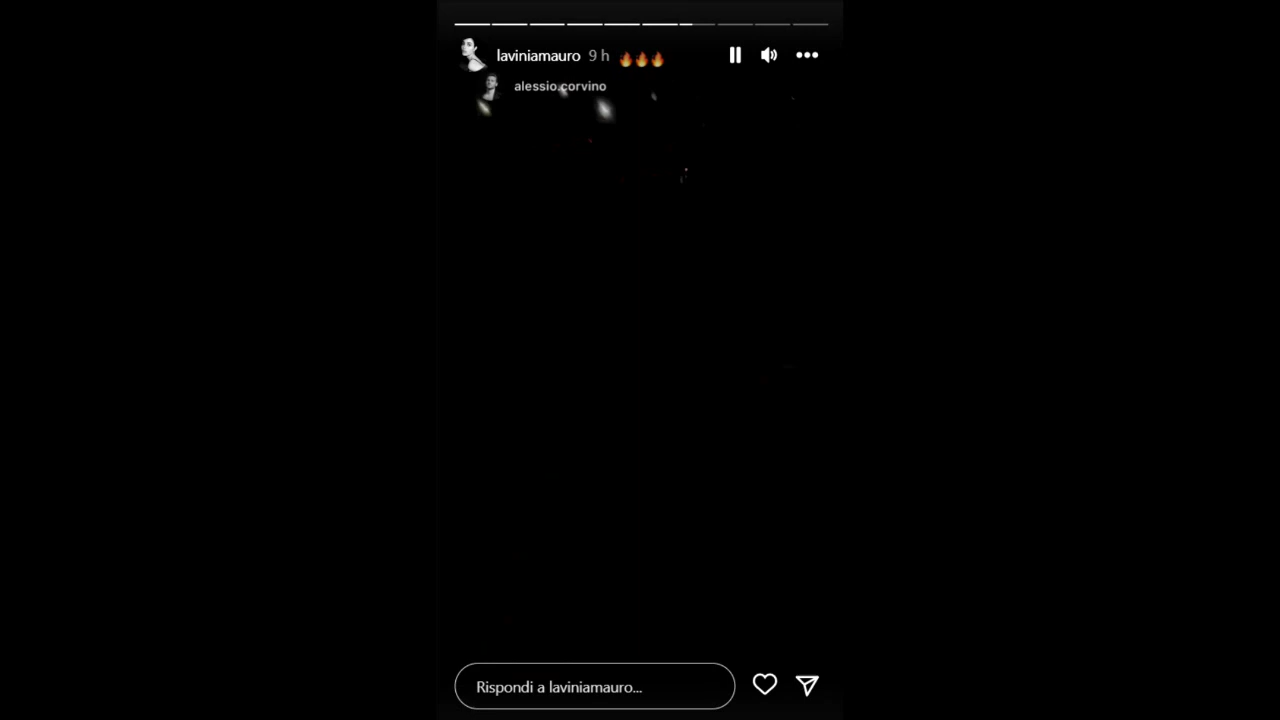 laviniamauro 9 h 🔥🔥🔥
alessio.corvino
Rispondi a laviniamauro...